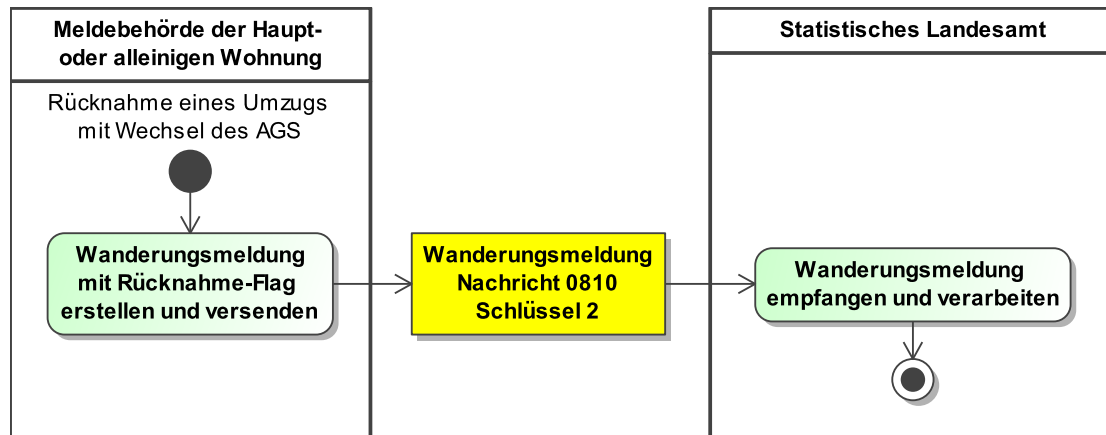 Meldebehörde der Haupt-
oder alleinigen Wohnung
Statistisches Landesamt
Rücknahme eines Umzugs
mit Wechsel des AGS
Wanderungsmeldung
mit Rücknahme-Flag
erstellen und versenden
Wanderungsmeldung
Nachricht 0810
Schlüssel 2
Wanderungsmeldung
empfangen und verarbeiten